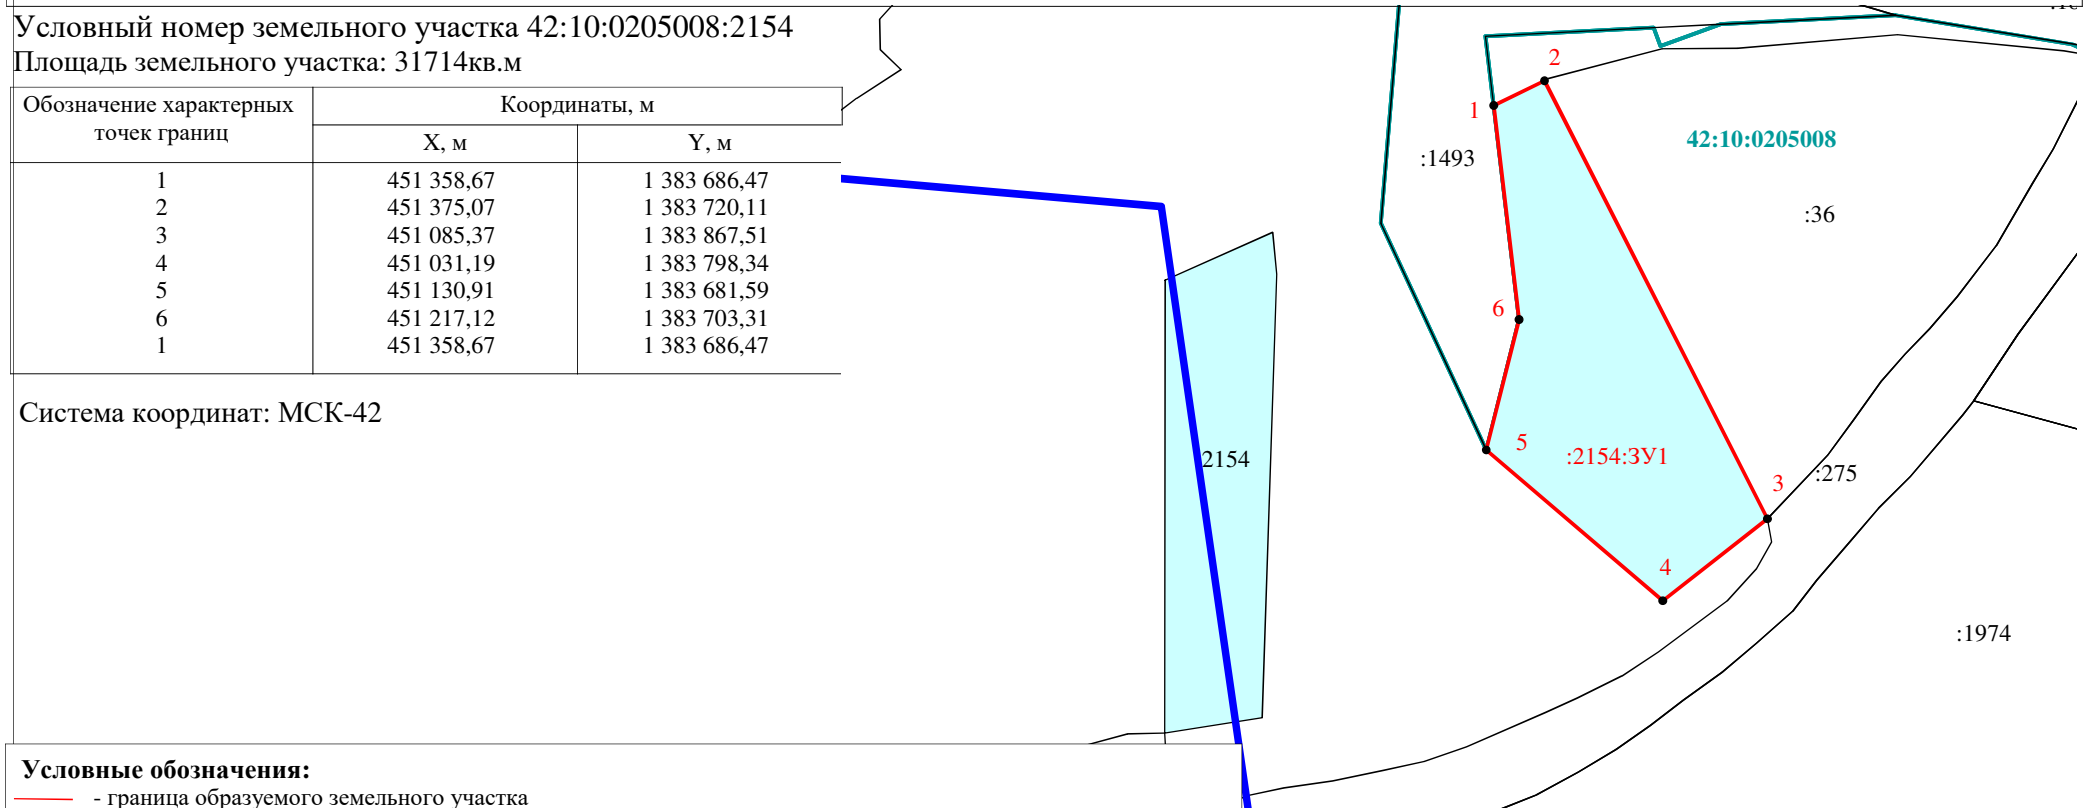 Условный номер земельного участка 42:10:0205008:2154
Площадь земельного участка: 31714кв.м
Обозначение характерных точек границ
Координаты, м
X, м
Y, м
1 451 358,67 1 383 686,47
2 451 375,07 1 383 720,11
3 451 085,37 1 383 867,51
4 451 031,19 1 383 798,34
5 451 130,91 1 383 681,59
6 451 217,12 1 383 703,31
1 451 358,67 1 383 686,47
Система координат: МСК-42
2
1
42:10:0205008
:1493
:36
6
5
2154
:2154:ЗУ1
3
:275
4
:1974
Условные обозначения:
- граница образуемого земельного участка